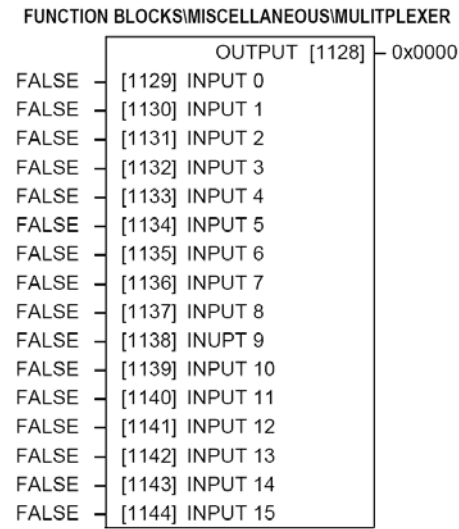 FUNCTION BLOCKS\MISCELLANEOUS\MULITPLEXER
OUTPUT [1128] 0x0000
FALSE [1129] INPUT 0
FALSE [1130] INPUT 1
FALSE [1131] INPUT 2
FALSE [1132] INPUT 3
FALSE [1133] INPUT 4
FALSE [1134] INPUT 5
FALSE [1135] INPUT 6
FALSE [1136] INPUT 7
FALSE [1137] INPUT 8
FALSE [1138] INUPT 9
FALSE [1139] INPUT 10
FALSE [1140] INPUT 11
FALSE [1141] INPUT 12
FALSE [1142] INPUT 13
FALSE [1143] INPUT 14
FALSE [1144] INPUT 15